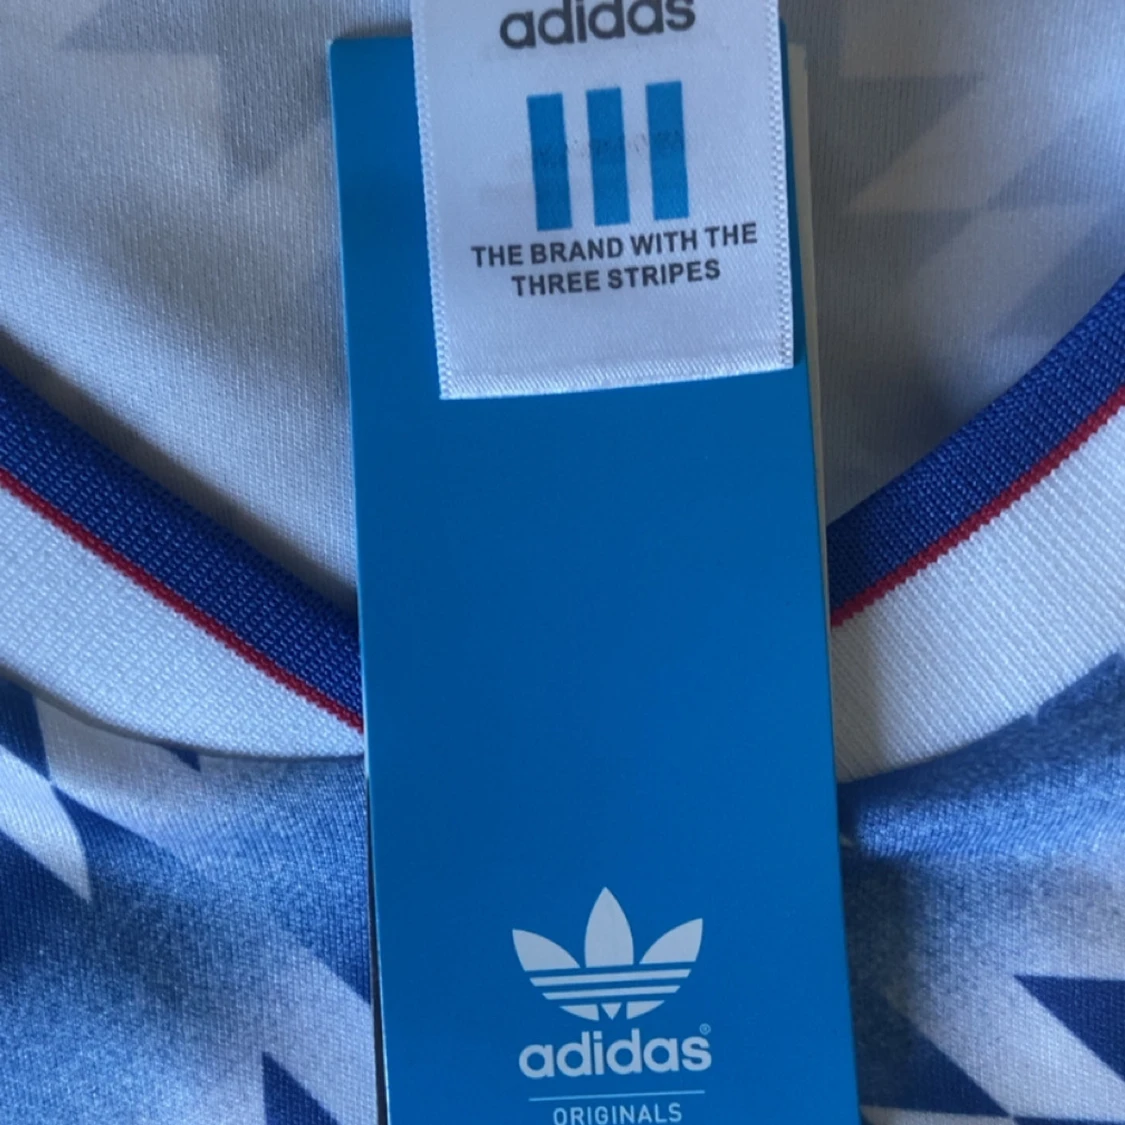 adidas
THE BRAND WITH THE
THREE STRIPES
adidas®
ORIGINALS